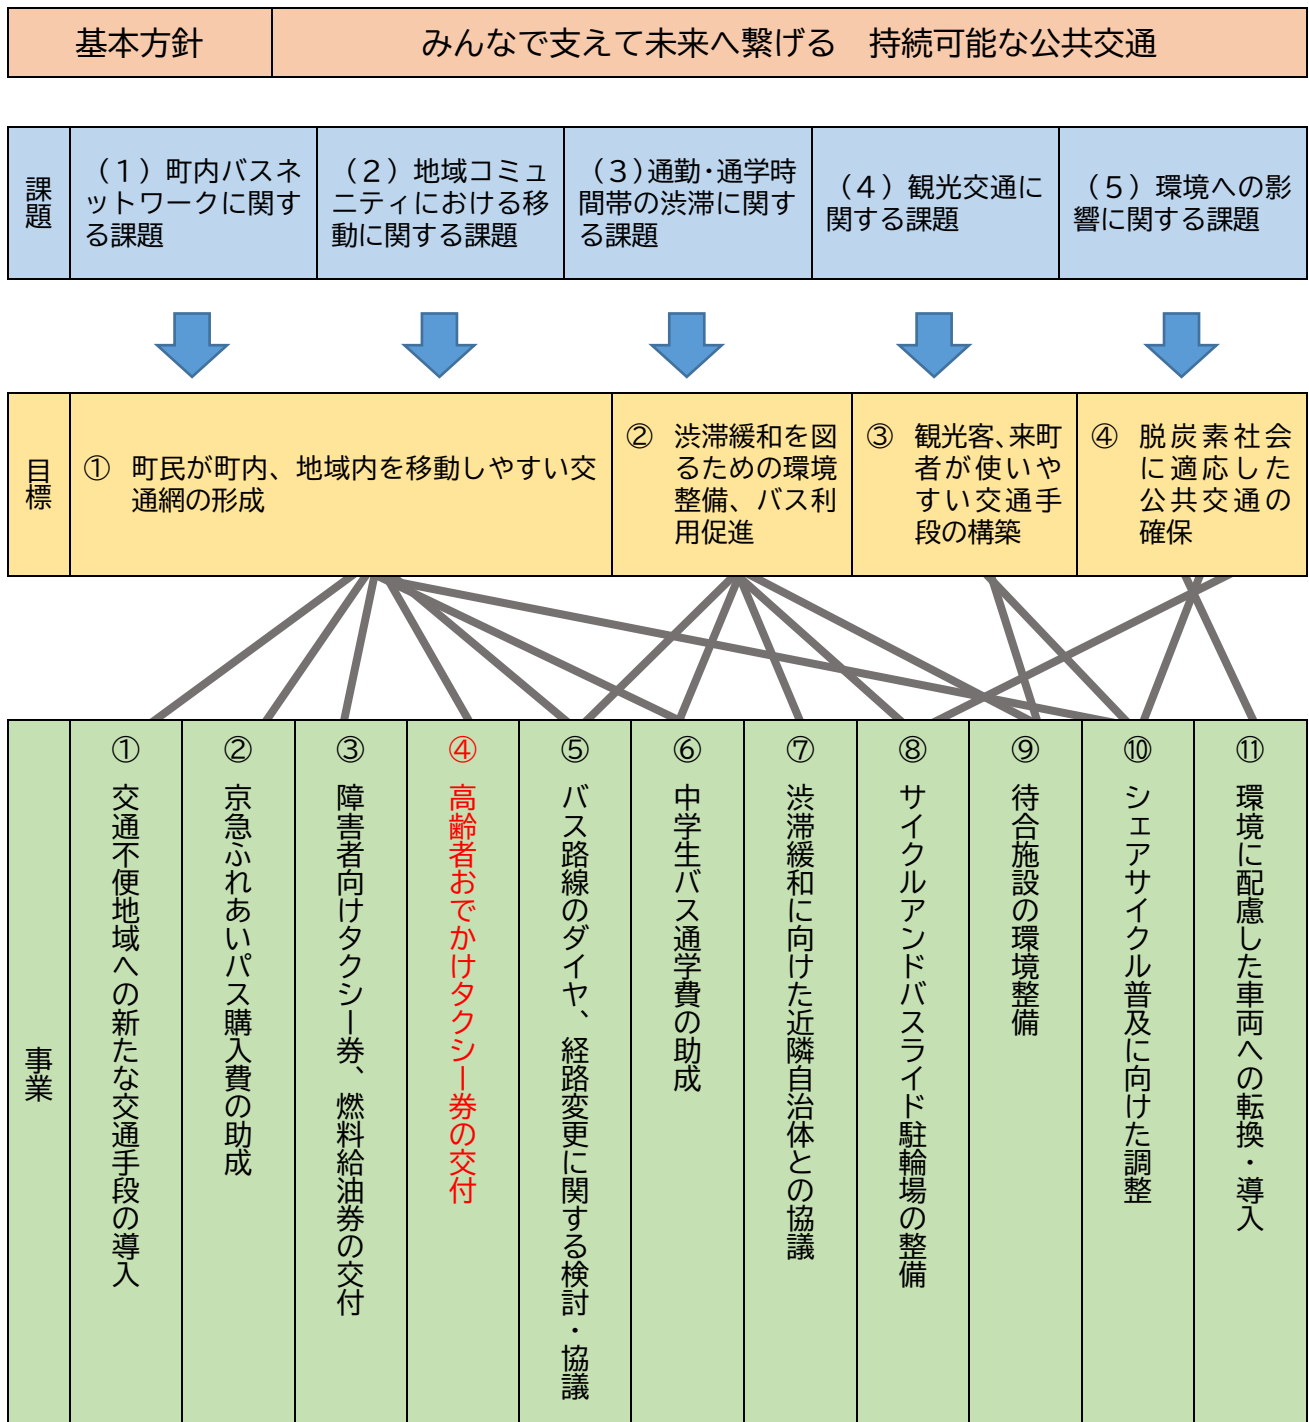 基本方針
みんなで支えて未来へ繋げる　持続可能な公共交通
課題
（１）町内バスネ
ットワークに関す
る課題
（２）地域コミュ
ニティにおける移
動に関する課題
（３）通勤・通学時
間帯の渋滞に関す
る課題
（４）観光交通に
関する課題
（５）環境への影
響に関する課題
目標
①　町民が町内、地域内を移動しやすい交
通網の形成
②　渋滞緩和を図
るための環境
整備、バス利
用促進
③　観光客、来町
者が使いや
すい交通手
段の構築
④　脱炭素社会
に適応した
公共交通の
確保
事業
①　交通不便地域への新たな交通手段の導入
②　京急ふれあいパス購入費の助成
③　障害者向けタクシー券、燃料給油券の交付
④　高齢者おでかけタクシー券の交付
⑤　バス路線のダイヤ、経路変更に関する検討・協議
⑥　中学生バス通学費の助成
⑦　渋滞緩和に向けた近隣自治体との協議
⑧　サイクルアンドバスライド駐輪場の整備
⑨　待合施設の環境整備
⑩　シェアサイクル普及に向けた調整
⑪　環境に配慮した車両への転換・導入